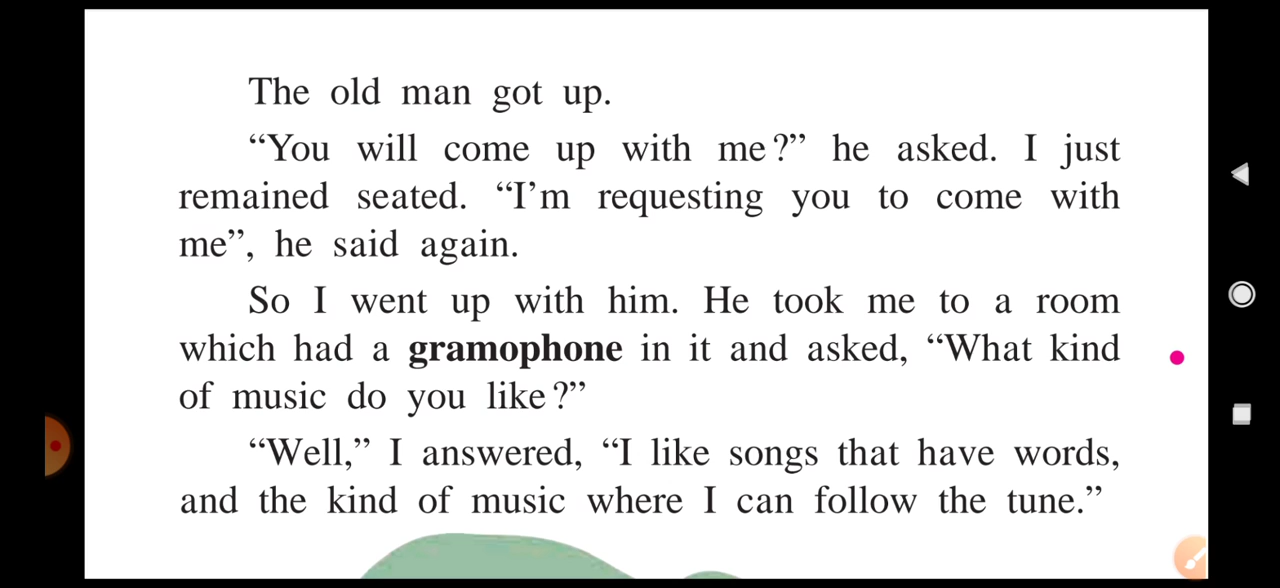 The old man got up.
“You will come up with me?” he asked. I just
remained seated. “I’m requesting you to come with
me”, he said again.
So I went up with him. He took me to a room
which had a gramophone in it and asked, “What kind
of music do you like?”
“Well,” I answered, “I like songs that have words,
and the kind of music where I can follow the tune.”